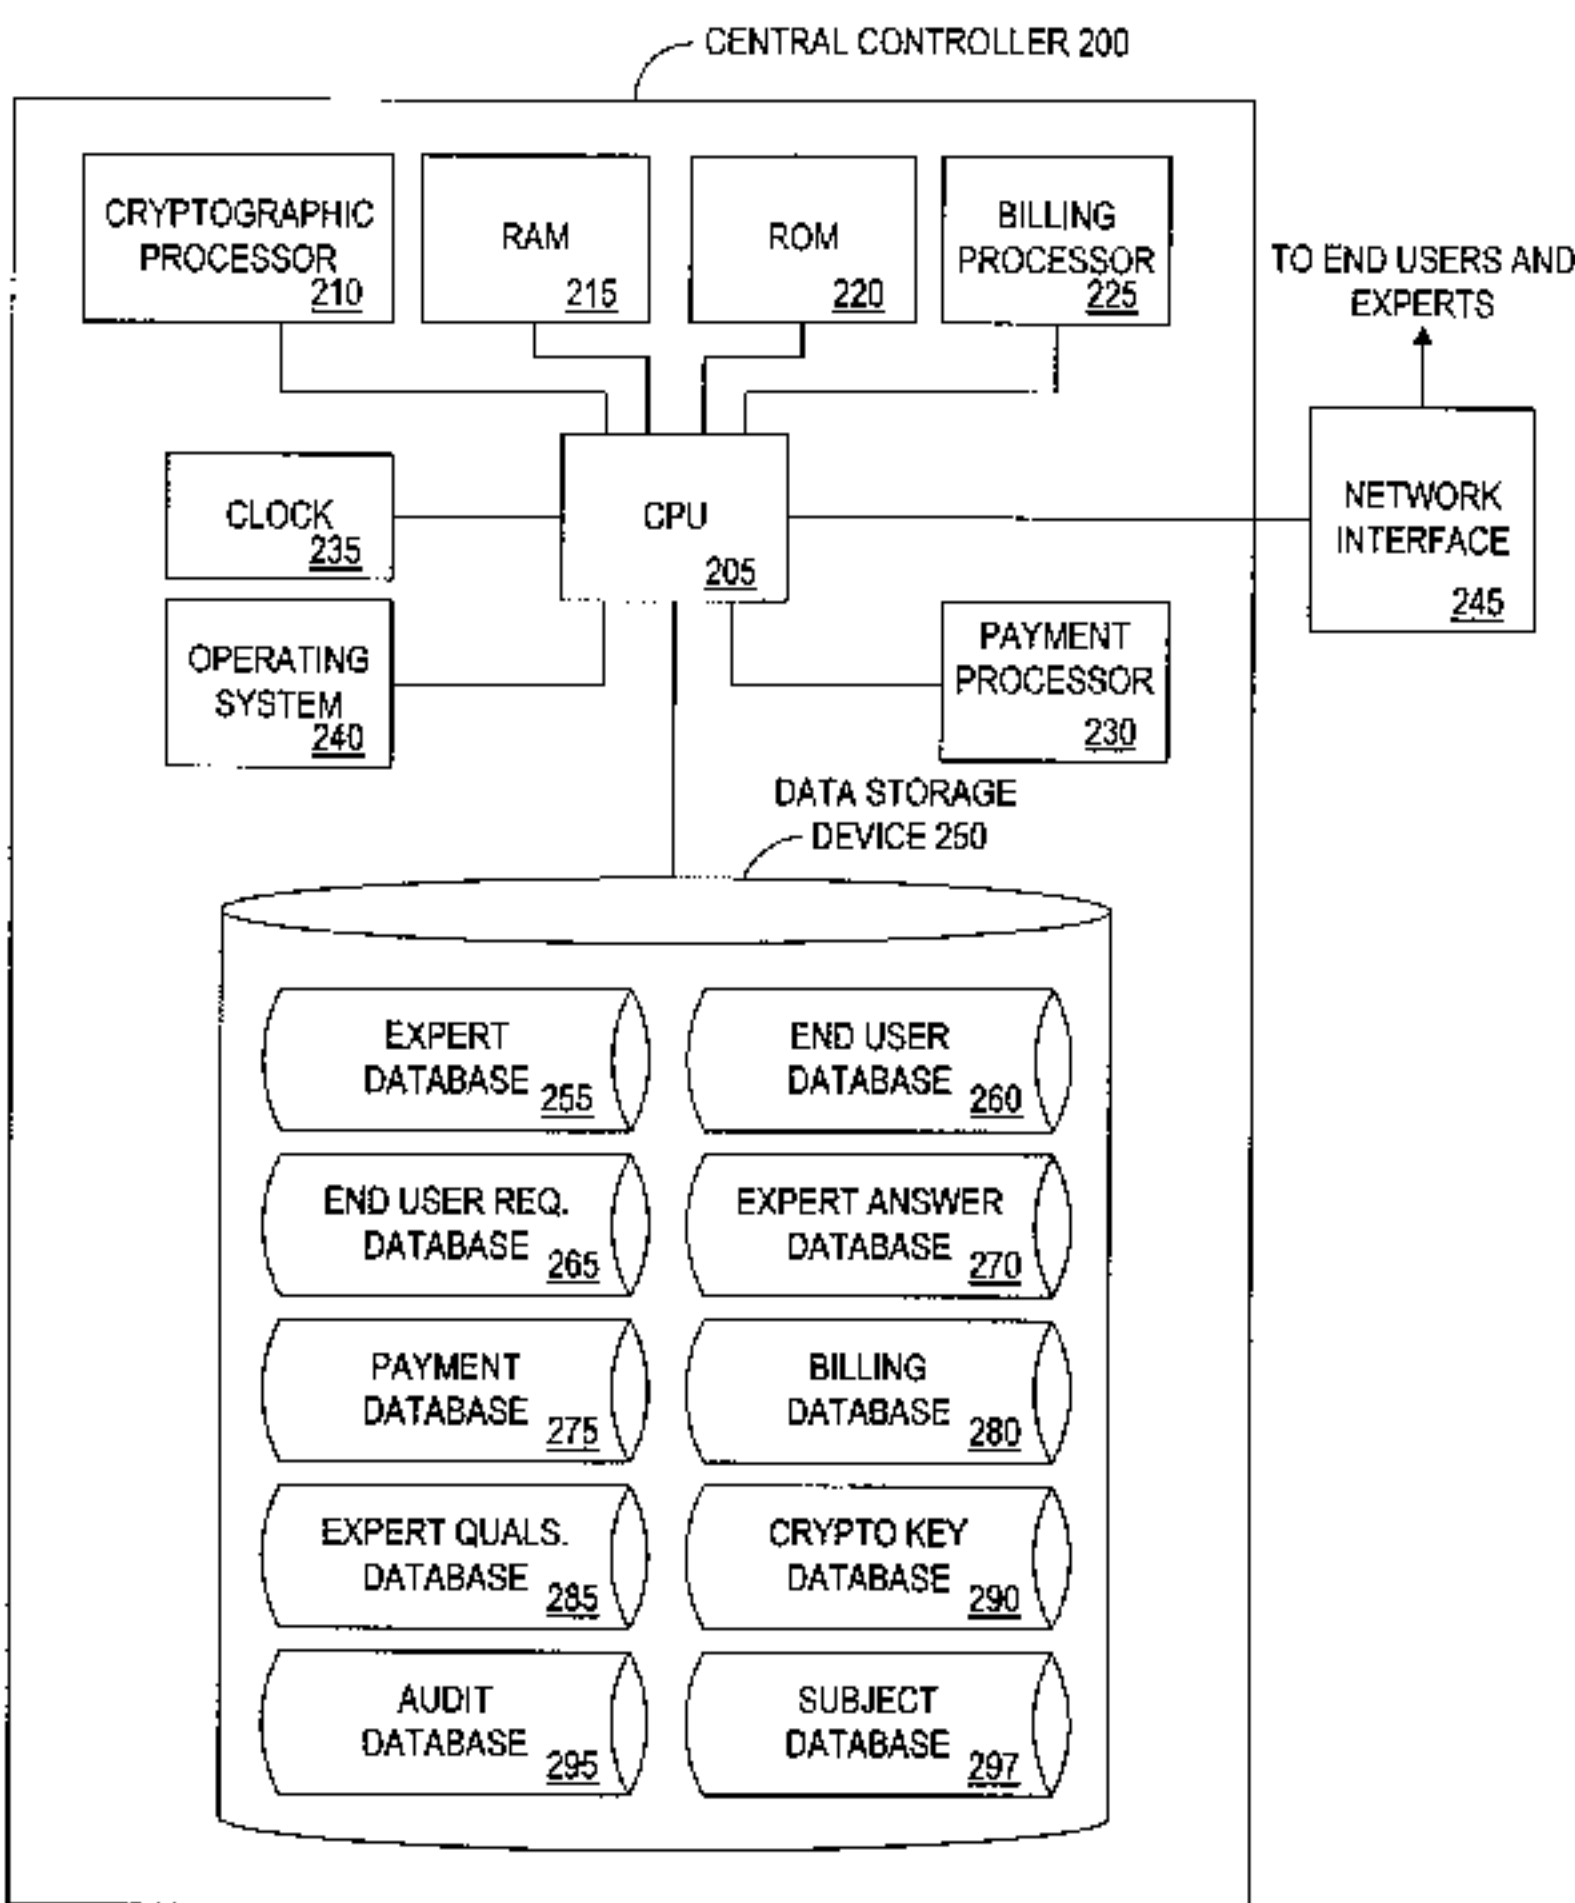 CENTRAL CONTROLLER 200
CRYPTOGRAPHIC
PROCESSOR
210
RAM
215
ROM
220
BILLING
PROCESSOR
225
TO END USERS AND
EXPERTS
CLOCK
235
CPU
205
NETWORK
INTERFACE
245
OPERATING
SYSTEM
240
PAYMENT
PROCESSOR
230
DATA STORAGE
DEVICE 250
EXPERT
DATABASE
255
END USER
DATABASE
260
END USER REQ.
DATABASE
265
EXPERT ANSWER
DATABASE
270
PAYMENT
DATABASE
275
BILLING
DATABASE
280
EXPERT QUALS.
DATABASE
285
CRYPTO KEY
DATABASE
290
AUDIT
DATABASE
295
SUBJECT
DATABASE
297